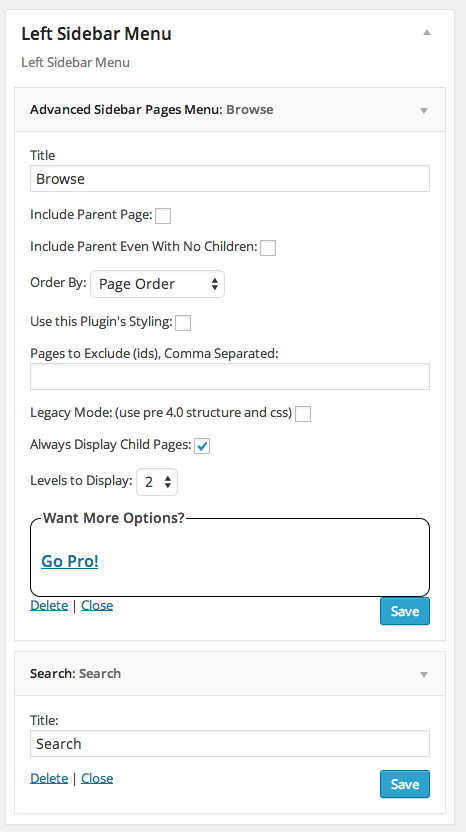 Left Sidebar Menu
Left Sidebar Menu
Advanced Sidebar Pages Menu: Browse
Title
Browse
Include Parent Page:
Include Parent Even With No Children:
Order By: Page Order
Use this Plugin's Styling:
Pages to Exclude (ids), Comma Separated:
Legacy Mode: (use pre 4.0 structure and css)
Always Display Child Pages:
Levels to Display: 2
Want More Options?
Go Pro!
Delete | Close Save
Search: Search
Title:
Search
Delete | Close Save